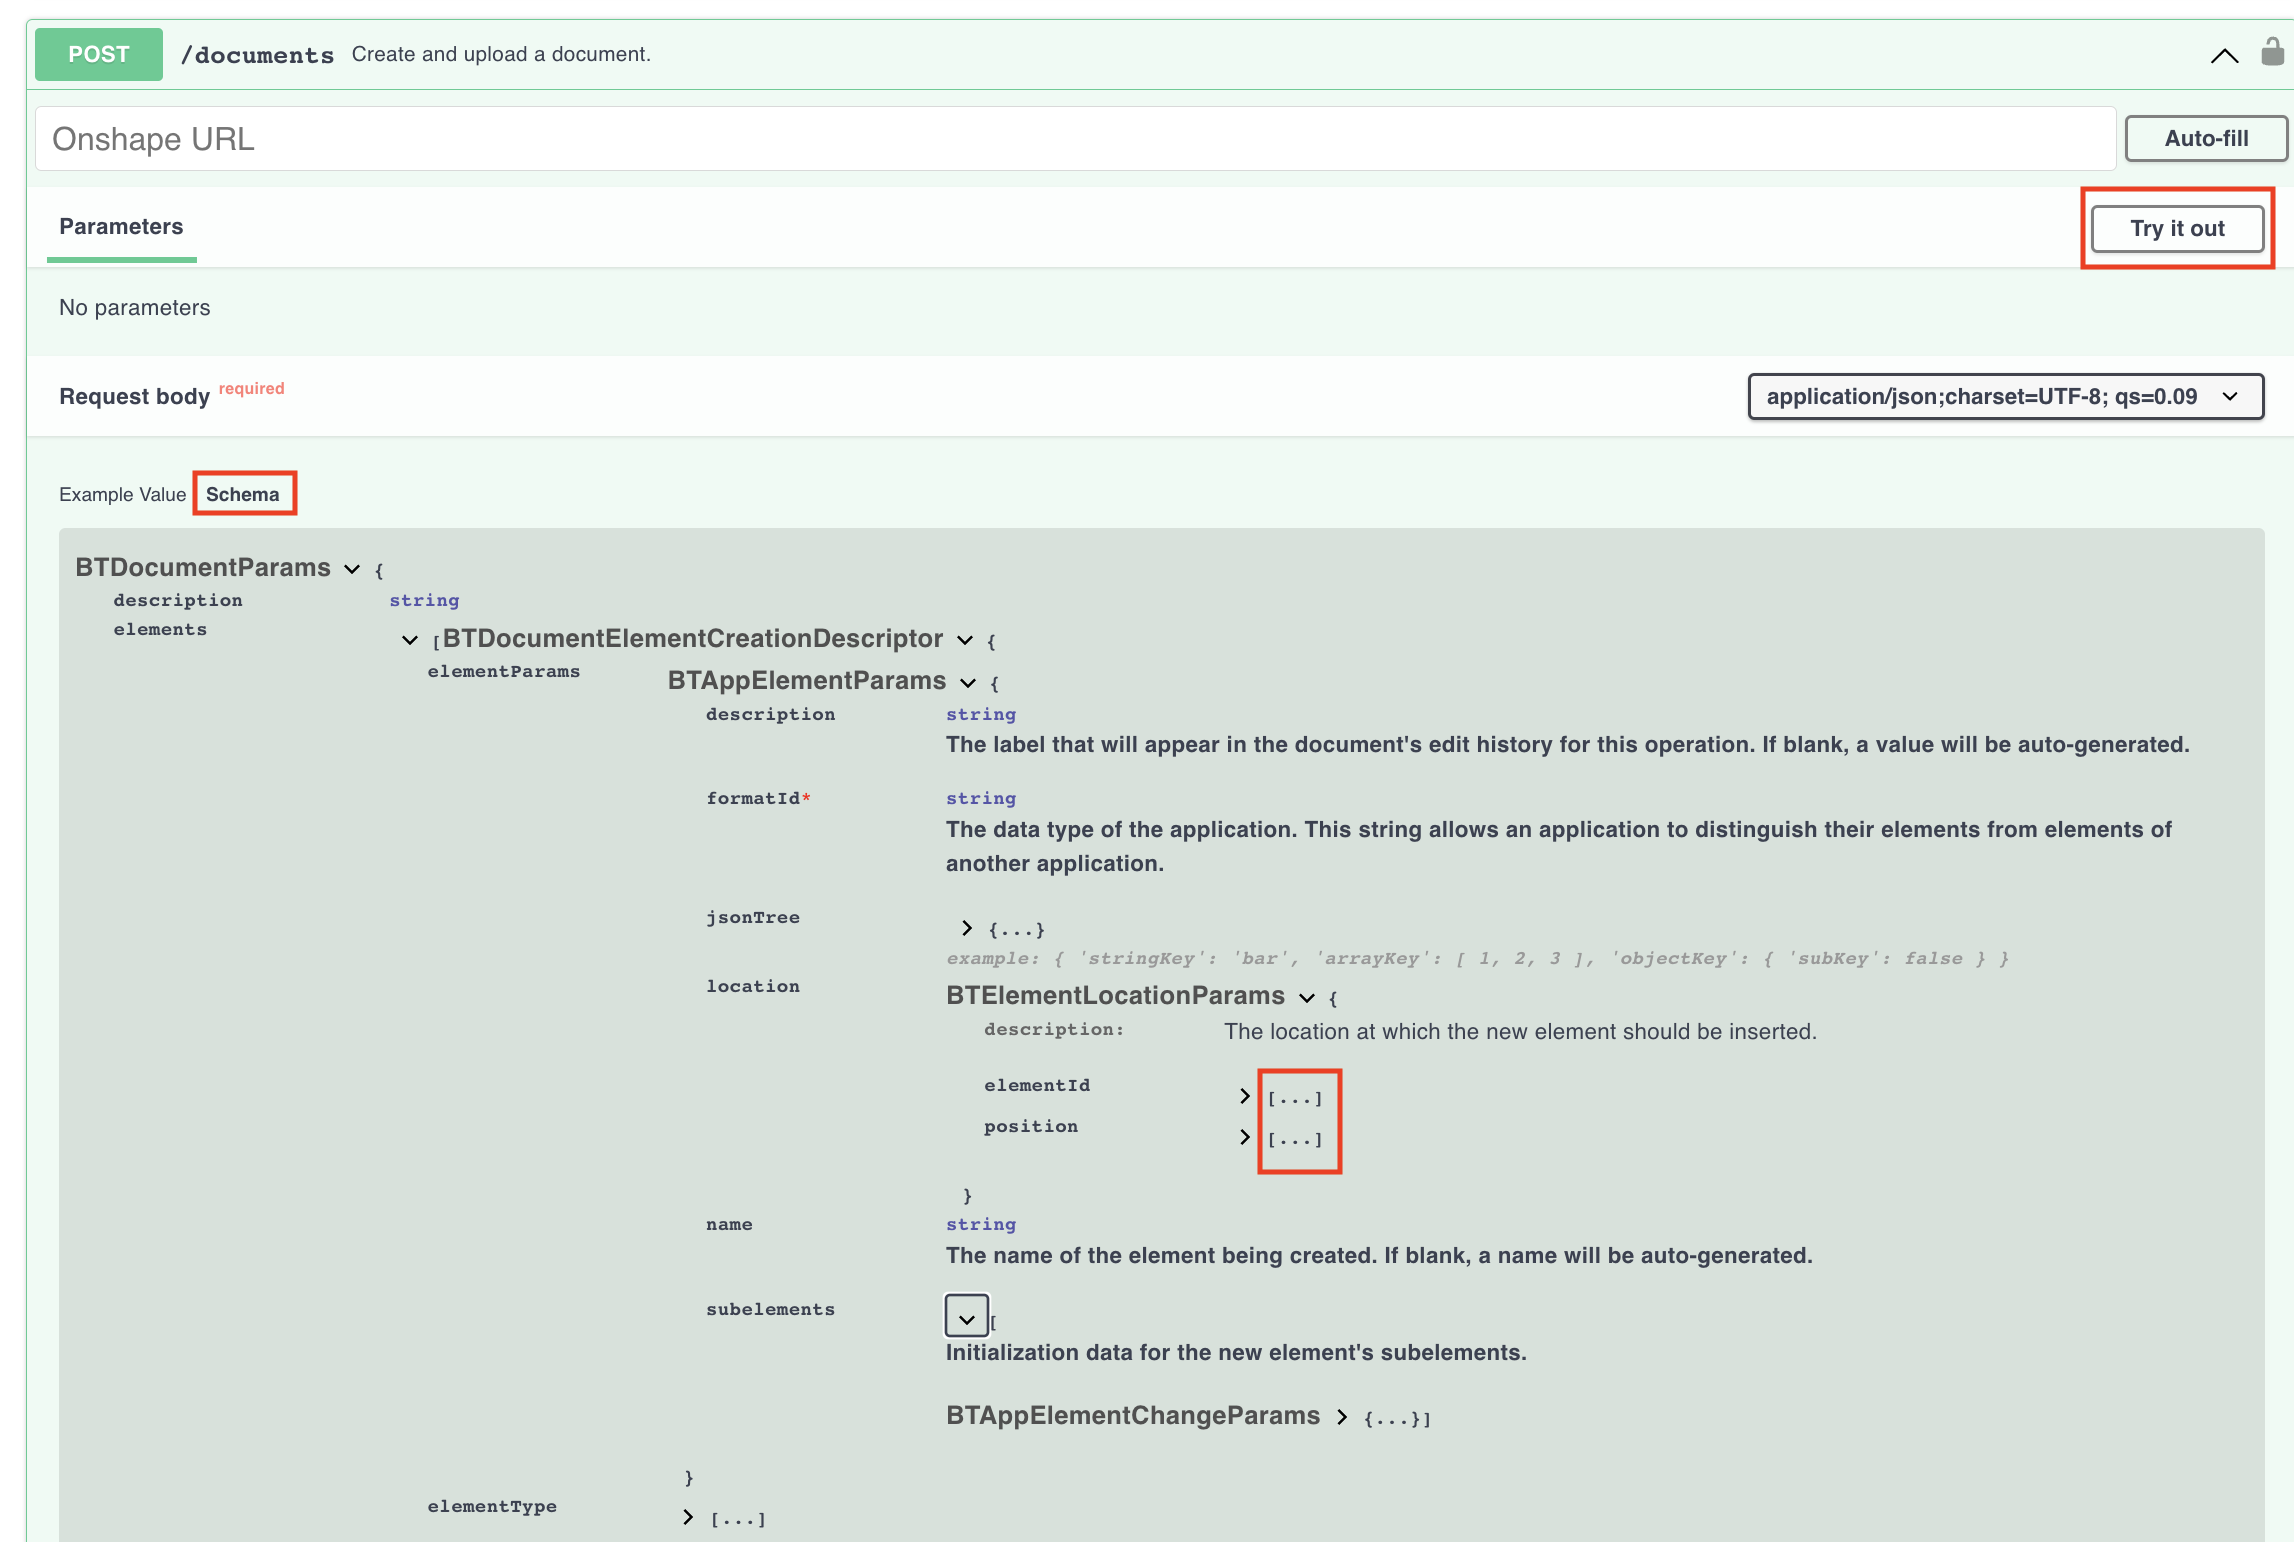 POST /documents Create and upload a document.
Onshape URL
Auto-fill
Parameters
Try it out
No parameters
Request body required
application/json;charset=UTF-8; qs=0.09
Example Value Schema
BTDocumentParams {
description string
elements
[BTDocumentElementCreationDescriptor {
elementParams
BTAppElementParams {
description string
The label that will appear in the document's edit history for this operation. If blank, a value will be auto-generated.
formatId* string
The data type of the application. This string allows an application to distinguish their elements from elements of
another application.
jsonTree
{...}
example: { 'stringKey': 'bar', 'arrayKey': [ 1, 2, 3 ], 'objectKey': { 'subKey': false } }
location
BTElementLocationParams {
description: The location at which the new element should be inserted.
elementId [...]
position [...]
}
name string
The name of the element being created. If blank, a name will be auto-generated.
subelements [
Initialization data for the new element's subelements.
BTAppElementChangeParams {...}]
}
elementType [...]